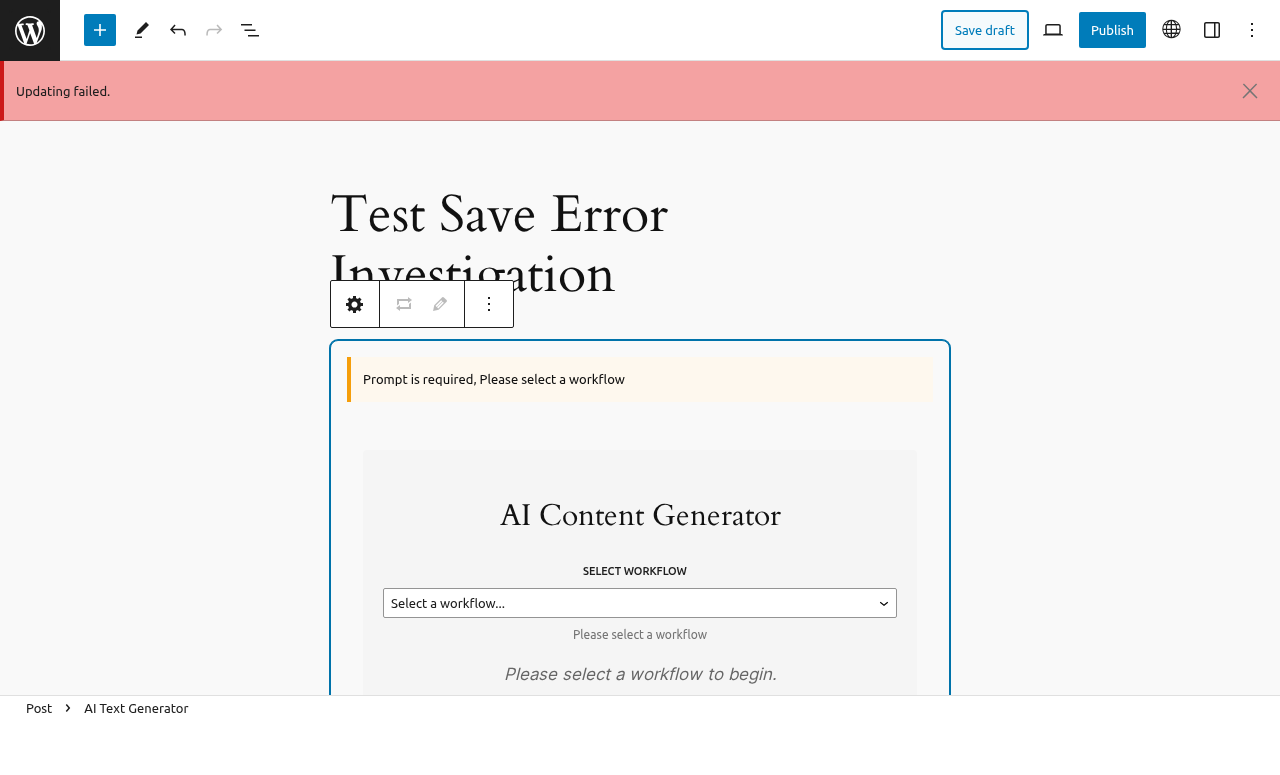 Save draft
Publish
Updating failed.
Test Save Error
Investigation
Prompt is required, Please select a workflow
AI Content Generator
SELECT WORKFLOW
Select a workflow...
Please select a workflow
Please select a workflow to begin.
Post
AI Text Generator